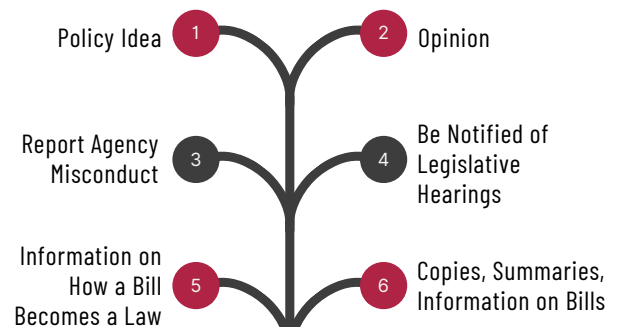 Policy Idea
1
2
Opinion
Report Agency
Misconduct
3
4
Be Notified of
Legislative
Hearings
Information on
How a Bill
Becomes a Law
5
6
Copies, Summaries,
Information on Bills